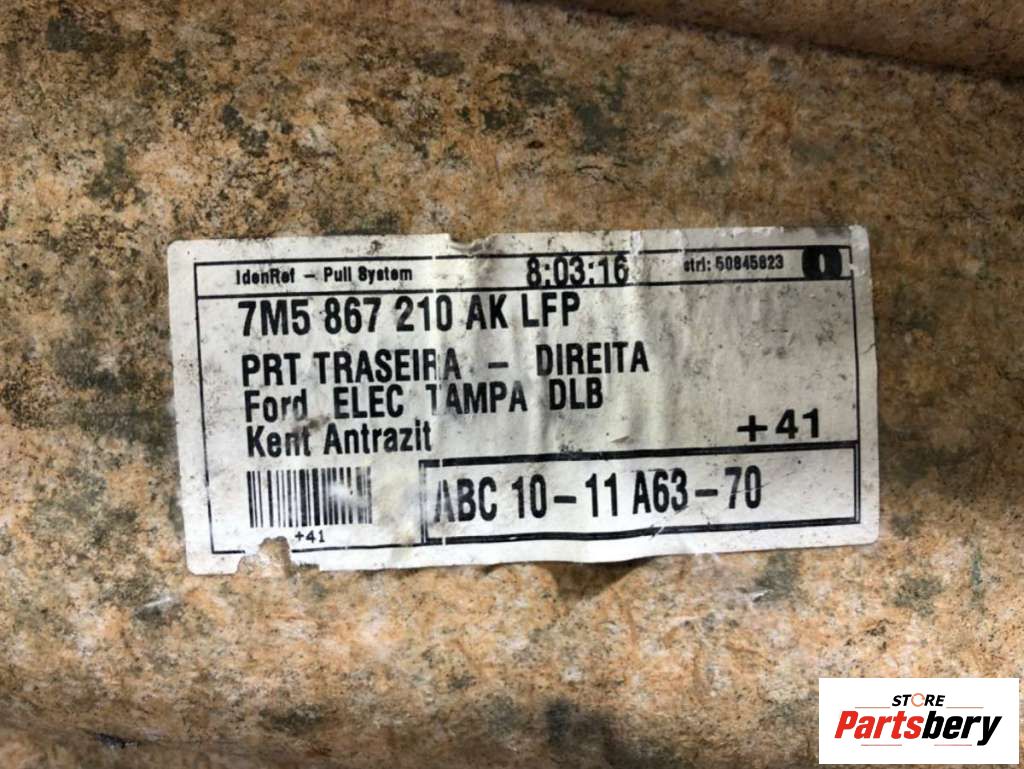 IdenRef - Pull System 8:03:16 ctrl: 50845823 0
7M5 867 210 AK LFP
PRT TRASEIRA - DIREITA
Ford ELEC TAMPA DLB
Kent Antrazit +41
ABC 10-11 A63-70
+41
STORE
Partsbery